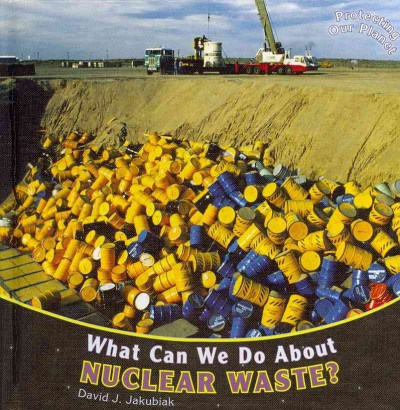 Protecting
Our Planet
What Can We Do About
NUCLEAR WASTE?
David J. Jakubiak